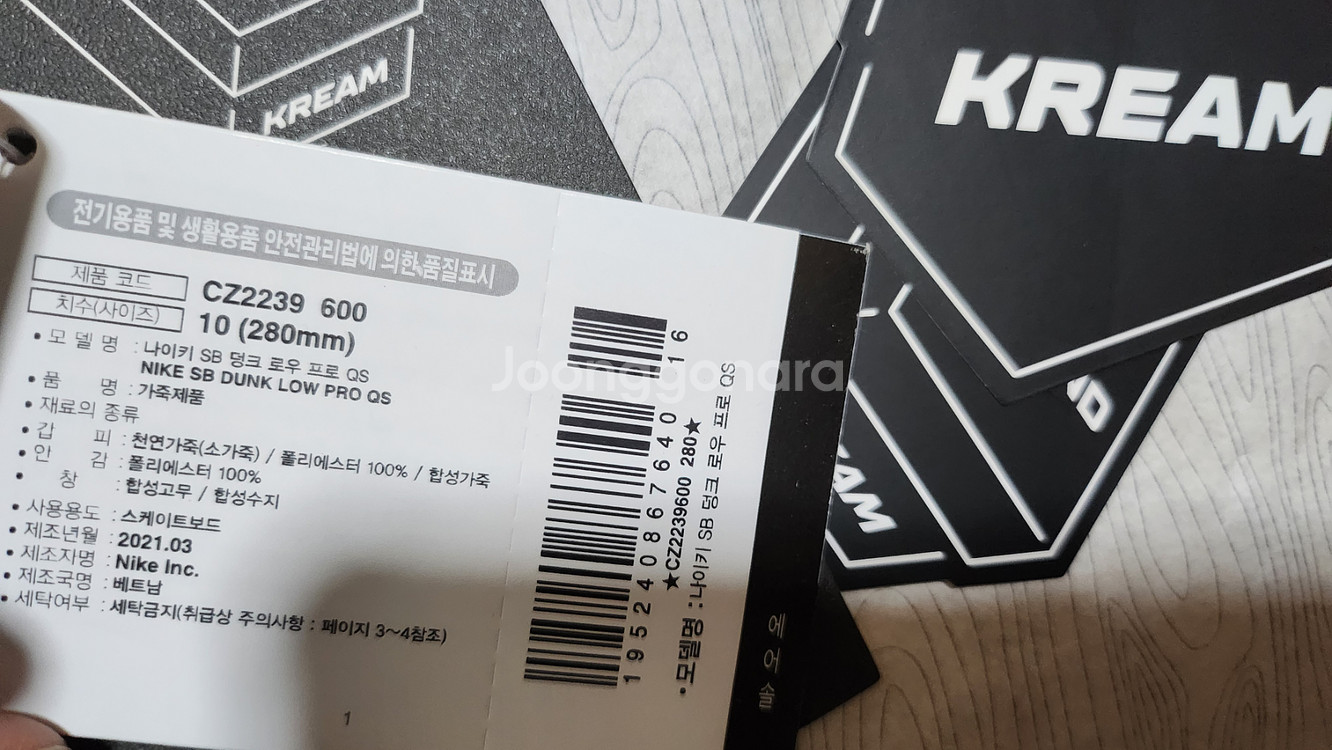 KREAM
KREAM
전기용품 및 생활용품 안전관리법에 의한 품질표시
제품 코드 CZ2239 600
치수(사이즈) 10 (280mm)
• 모 델 명 : 나이키 SB 덩크 로우 프로 QS
NIKE SB DUNK LOW PRO QS
• 품 명 : 가죽제품
• 재료의 종류
• 갑 피 : 천연가죽(소가죽) / 폴리에스터 100% / 합성가죽
• 안 감 : 폴리에스터 100%
• 창 : 합성고무 / 합성수지
• 사용용도 : 스케이트보드
• 제조년월 : 2021.03
• 제조자명 : Nike Inc.
• 제조국명 : 베트남
• 세탁여부 : 세탁금지(취급상 주의사항 : 페이지 3~4참조)
1
195240867640 16
★CZ2239600 280★
• 모델명 : 나이키 SB 덩크 로우 프로 QS
에어솔
Joonggonara
AM